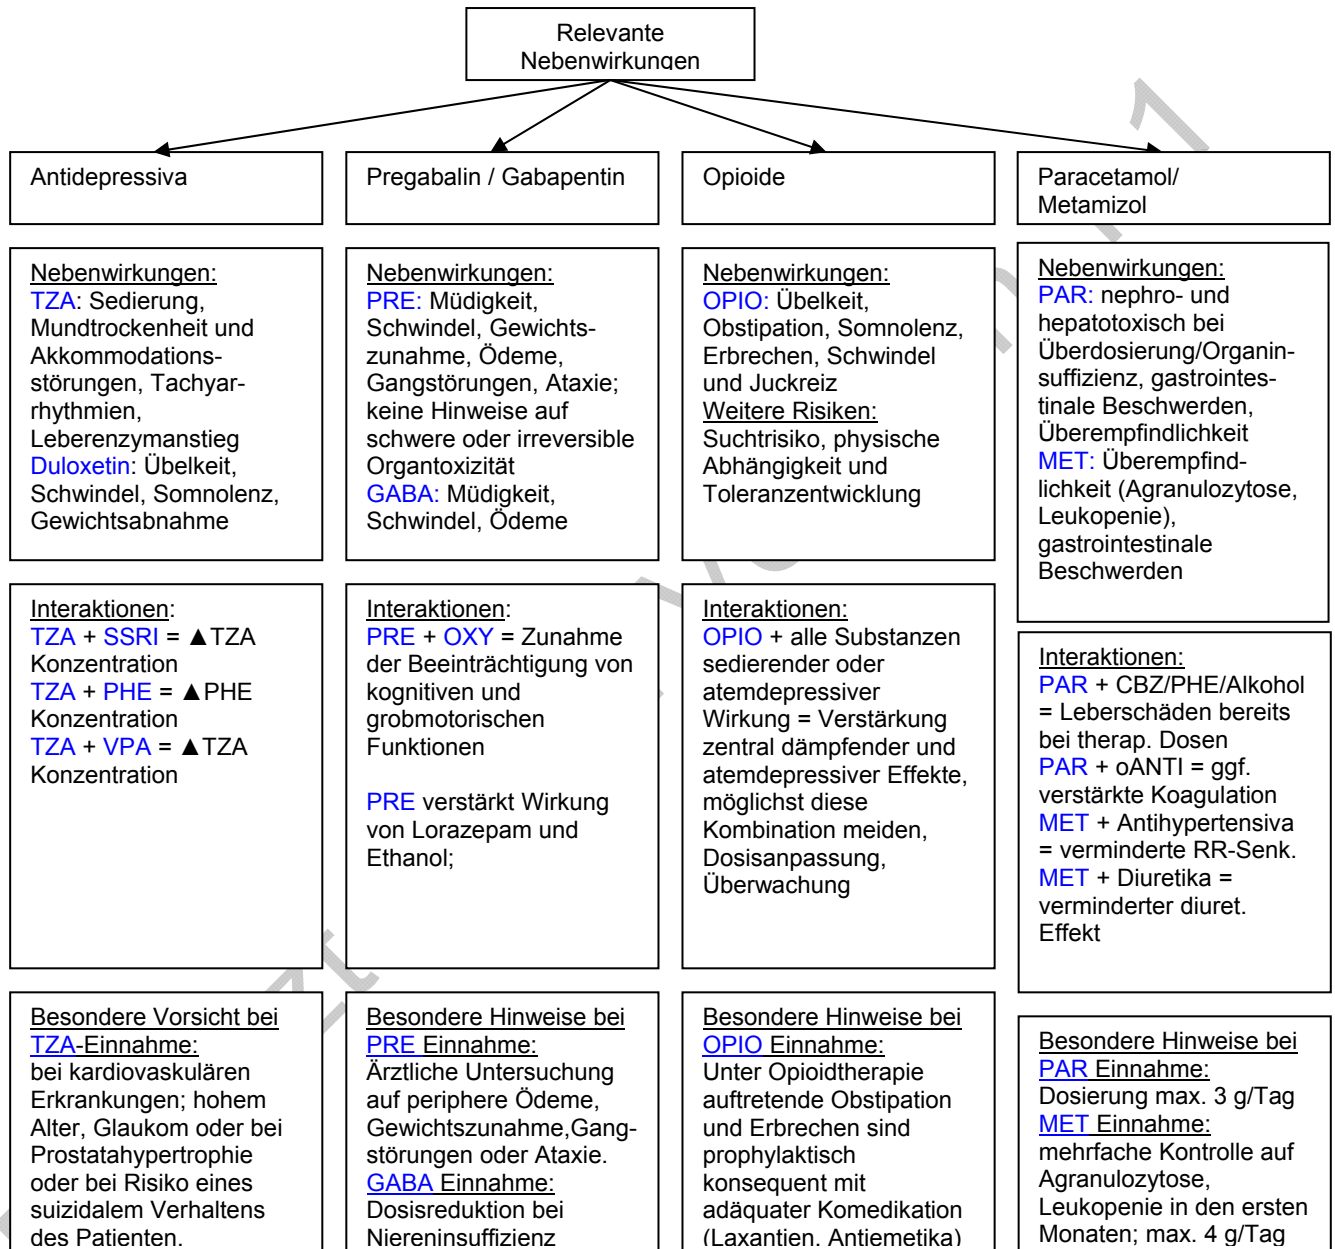 Relevante
Nebenwirkungen
Antidepressiva
Pregabalin / Gabapentin
Opioide
Paracetamol/
Metamizol
Nebenwirkungen:
TZA: Sedierung,
Mundtrockenheit und
Akkommodations-
störungen, Tachyar-
rhythmien,
Leberenzymanstieg
Duloxetin: Übelkeit,
Schwindel, Somnolenz,
Gewichtsabnahme
Nebenwirkungen:
PRE: Müdigkeit,
Schwindel, Gewichts-
zunahme, Ödeme,
Gangstörungen, Ataxie;
keine Hinweise auf
schwere oder irreversible
Organtoxizität
GABA: Müdigkeit,
Schwindel, Ödeme
Nebenwirkungen:
OPIO: Übelkeit,
Obstipation, Somnolenz,
Erbrechen, Schwindel
und Juckreiz
Weitere Risiken:
Suchtrisiko, physische
Abhängigkeit und
Toleranzentwicklung
Nebenwirkungen:
PAR: nephro- und
hepatotoxisch bei
Überdosierung/Organin-
suffizienz, gastrointes-
tinale Beschwerden,
Überempfindlichkeit
MET: Überempfind-
lichkeit (Agranulozytose,
Leukopenie),
gastrointestinale
Beschwerden
Interaktionen:
TZA + SSRI = ▲TZA
Konzentration
TZA + PHE = ▲PHE
Konzentration
TZA + VPA = ▲TZA
Konzentration
Interaktionen:
PRE + OXY = Zunahme
der Beeinträchtigung von
kognitiven und
grobmotorischen
Funktionen
PRE verstärkt Wirkung
von Lorazepam und
Ethanol;
Interaktionen:
OPIO + alle Substanzen
sedierender oder
atemdepressiver
Wirkung = Verstärkung
zentral dämpfender und
atemdepressiver Effekte,
möglichst diese
Kombination meiden,
Dosisanpassung,
Überwachung
Interaktionen:
PAR + CBZ/PHE/Alkohol
= Leberschäden bereits
bei therap. Dosen
PAR + oANTI = ggf.
verstärkte Koagulation
MET + Antihypertensiva
= verminderte RR-Senk.
MET + Diuretika =
verminderter diuret.
Effekt
Besondere Vorsicht bei
TZA-Einnahme:
bei kardiovaskulären
Erkrankungen; hohem
Alter, Glaukom oder bei
Prostatahypertrophie
oder bei Risiko eines
suizidalem Verhaltens
des Patienten.
Besondere Hinweise bei
PRE Einnahme:
Ärztliche Untersuchung
auf periphere Ödeme,
Gewichtszunahme,Gang-
störungen oder Ataxie.
GABA Einnahme:
Dosisreduktion bei
Niereninsuffizienz
Besondere Hinweise bei
OPIO Einnahme:
Unter Opioidtherapie
auftretende Obstipation
und Erbrechen sind
prophylaktisch
konsequent mit
adäquater Komedikation
(Laxantien, Antiemetika)
Besondere Hinweise bei
PAR Einnahme:
Dosierung max. 3 g/Tag
MET Einnahme:
mehrfache Kontrolle auf
Agranulozytose,
Leukopenie in den ersten
Monaten; max. 4 g/Tag